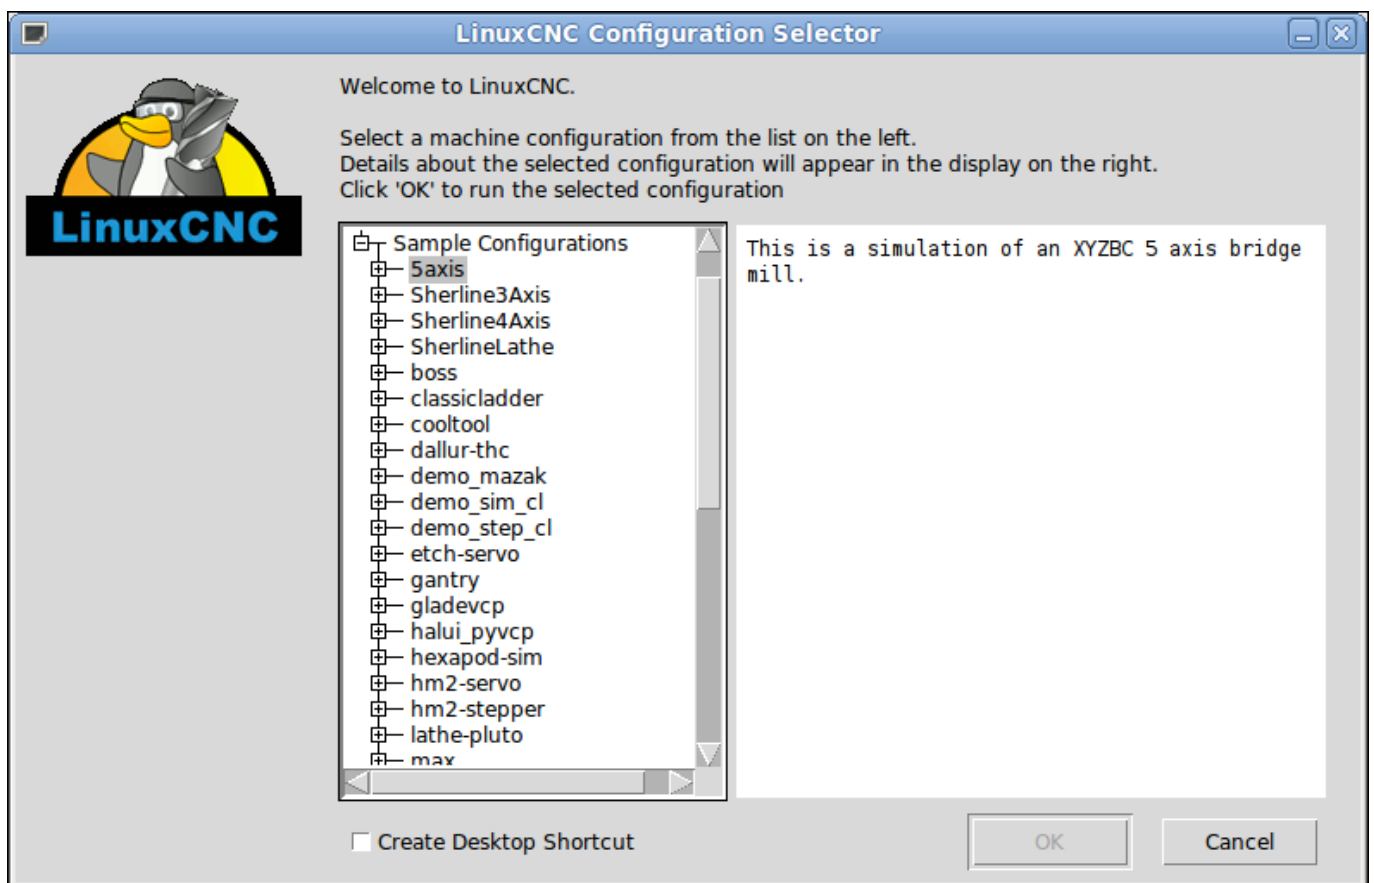 LinuxCNC Configuration Selector
LinuxCNC
Welcome to LinuxCNC.
Select a machine configuration from the list on the left.
Details about the selected configuration will appear in the display on the right.
Click 'OK' to run the selected configuration
Sample Configurations
5axis
Sherline3Axis
Sherline4Axis
SherlineLathe
boss
classicladder
cooltool
dallur-thc
demo_mazak
demo_sim_cl
demo_step_cl
etch-servo
gantry
gladevcp
halui_pyvcp
hexapod-sim
hm2-servo
hm2-stepper
lathe-pluto
max
This is a simulation of an XYZBC 5 axis bridge
mill.
Create Desktop Shortcut
OK
Cancel